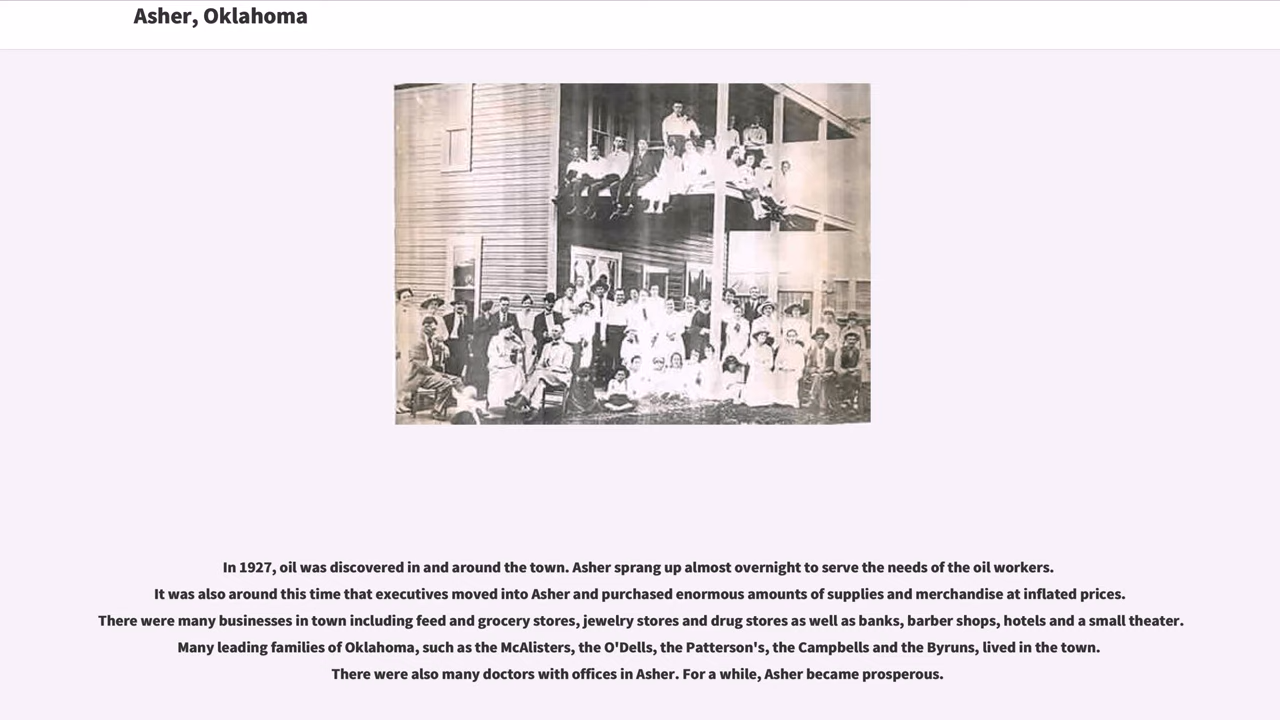 Asher, Oklahoma
In 1927, oil was discovered in and around the town. Asher sprang up almost overnight to serve the needs of the oil workers.
It was also around this time that executives moved into Asher and purchased enormous amounts of supplies and merchandise at inflated prices.
There were many businesses in town including feed and grocery stores, jewelry stores and drug stores as well as banks, barber shops, hotels and a small theater.
Many leading families of Oklahoma, such as the McAlisters, the O'Dells, the Patterson's, the Campbells and the Byruns, lived in the town.
There were also many doctors with offices in Asher. For a while, Asher became prosperous.